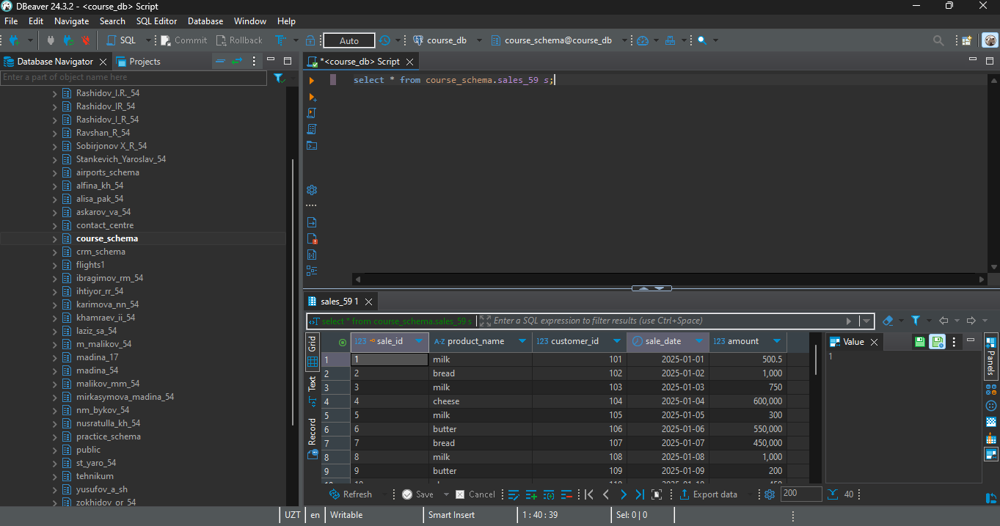 DBeaver 24.3.2 - <course_db> Script
File Edit Navigate Search SQL Editor Database Window Help
SQL Commit Rollback Auto course_db course_schema@course_db
Database Navigator Projects
*<course_db> Script
Enter a part of object name here
select * from course_schema.sales_59 s;
Rashidov_I.R._54
Rashidov_IR_54
Rashidov_I_R_54
Ravshan_R_54
Sobirjonov X_R_54
Stankevich_Yaroslav_54
airports_schema
alfina_kh_54
alisa_pak_54
askarov_va_54
contact_centre
course_schema
crm_schema
flights1
ibragimov_rm_54
ihtiyor_rr_54
karimova_nn_54
khamraev_ii_54
laziz_sa_54
m_malikov_54
madina_17
madina_54
malikov_mm_54
mirkasymova_madina_54
nm_bykov_54
nusratulla_kh_54
practice_schema
public
st_yaro_54
tehnikum
yusufov_a_sh
zokhidov_or_54
sales_59 1
select * from course_schema.sales_59 s
Enter a SQL expression to filter results (use Ctrl+Space)
Grid
Text
Record
123 sale_id A-Z product_name 123 customer_id sale_date 123 amount
1 1 milk 101 2025-01-01 500.5
2 2 bread 102 2025-01-02 1,000
3 3 milk 103 2025-01-03 750
4 4 cheese 104 2025-01-04 600,000
5 5 milk 105 2025-01-05 300
6 6 butter 106 2025-01-06 550,000
7 7 bread 107 2025-01-07 450,000
8 8 milk 108 2025-01-08 1,000
9 9 butter 109 2025-01-09 200
Value
1
Panels
Refresh Save Cancel Export data 200 40
UZT en Writable Smart Insert 1 : 40 : 39 Sel: 0 | 0